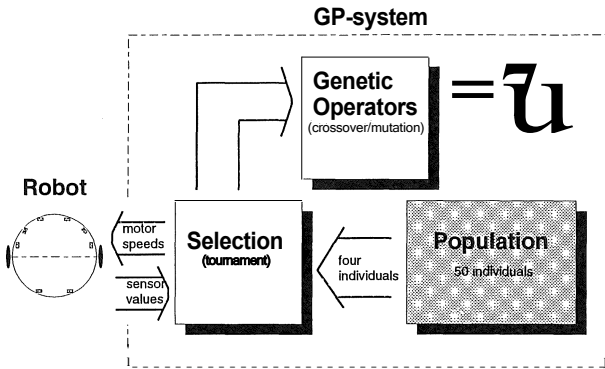 GP-system
Genetic
Operators
(crossover/mutation)
Robot
motor
speeds
sensor
values
Selection
(tournament)
four
individuals
Population
50 individuals